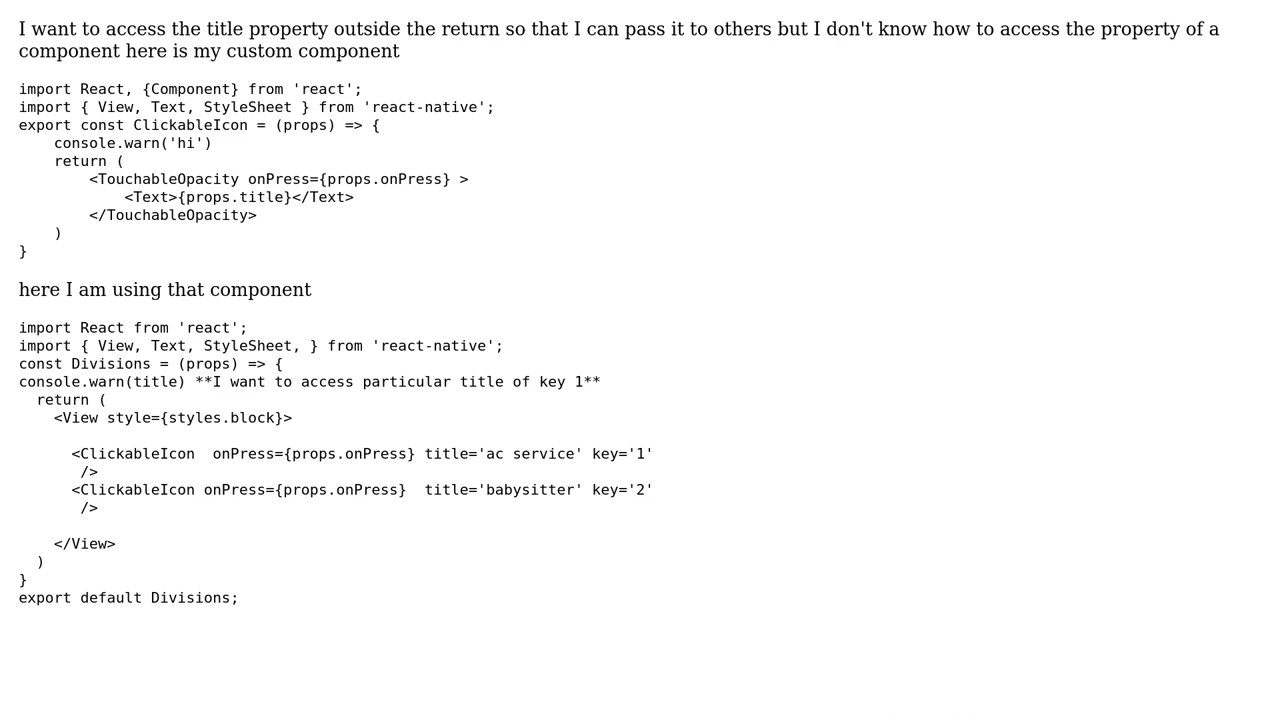 I want to access the title property outside the return so that I can pass it to others but I don't know how to access the property of a
component here is my custom component
import React, {Component} from 'react';
import { View, Text, StyleSheet } from 'react-native';
export const ClickableIcon = (props) => {
    console.warn('hi')
    return (
        <TouchableOpacity onPress={props.onPress} >
            <Text>{props.title}</Text>
        </TouchableOpacity>
    )
}
here I am using that component
import React from 'react';
import { View, Text, StyleSheet, } from 'react-native';
const Divisions = (props) => {
console.warn(title) **I want to access particular title of key 1**
  return (
    <View style={styles.block}>
      <ClickableIcon  onPress={props.onPress} title='ac service' key='1'
       />
      <ClickableIcon onPress={props.onPress}  title='babysitter' key='2'
       />
    </View>
  )
}
export default Divisions;